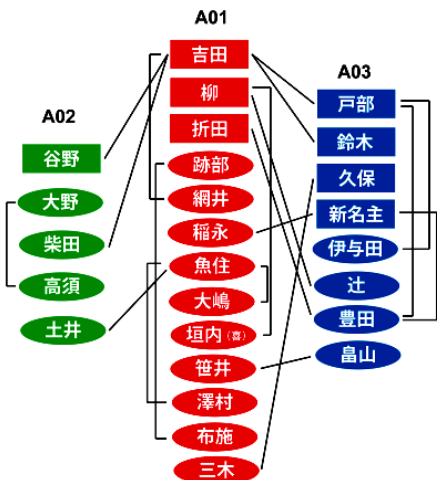 A02
谷野
大野
柴田
高須
土井
A01
吉田
柳
折田
跡部
網井
稲永
魚住
大嶋
垣内（喜）
笹井
澤村
布施
三木
A03
戸部
鈴木
久保
新名主
伊与田
辻
豊田
畠山